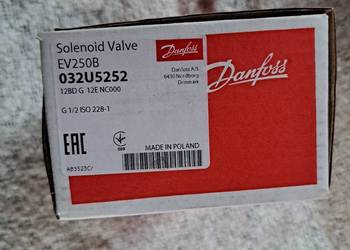 Solenoid Valve
EV250B
032U5252
12BD G 12E NC000
G 1/2 ISO 228-1
Danfoss
Danfoss A/S
6430 Nordborg
Denmark
Danfoss
EAC
MADE IN POLAND